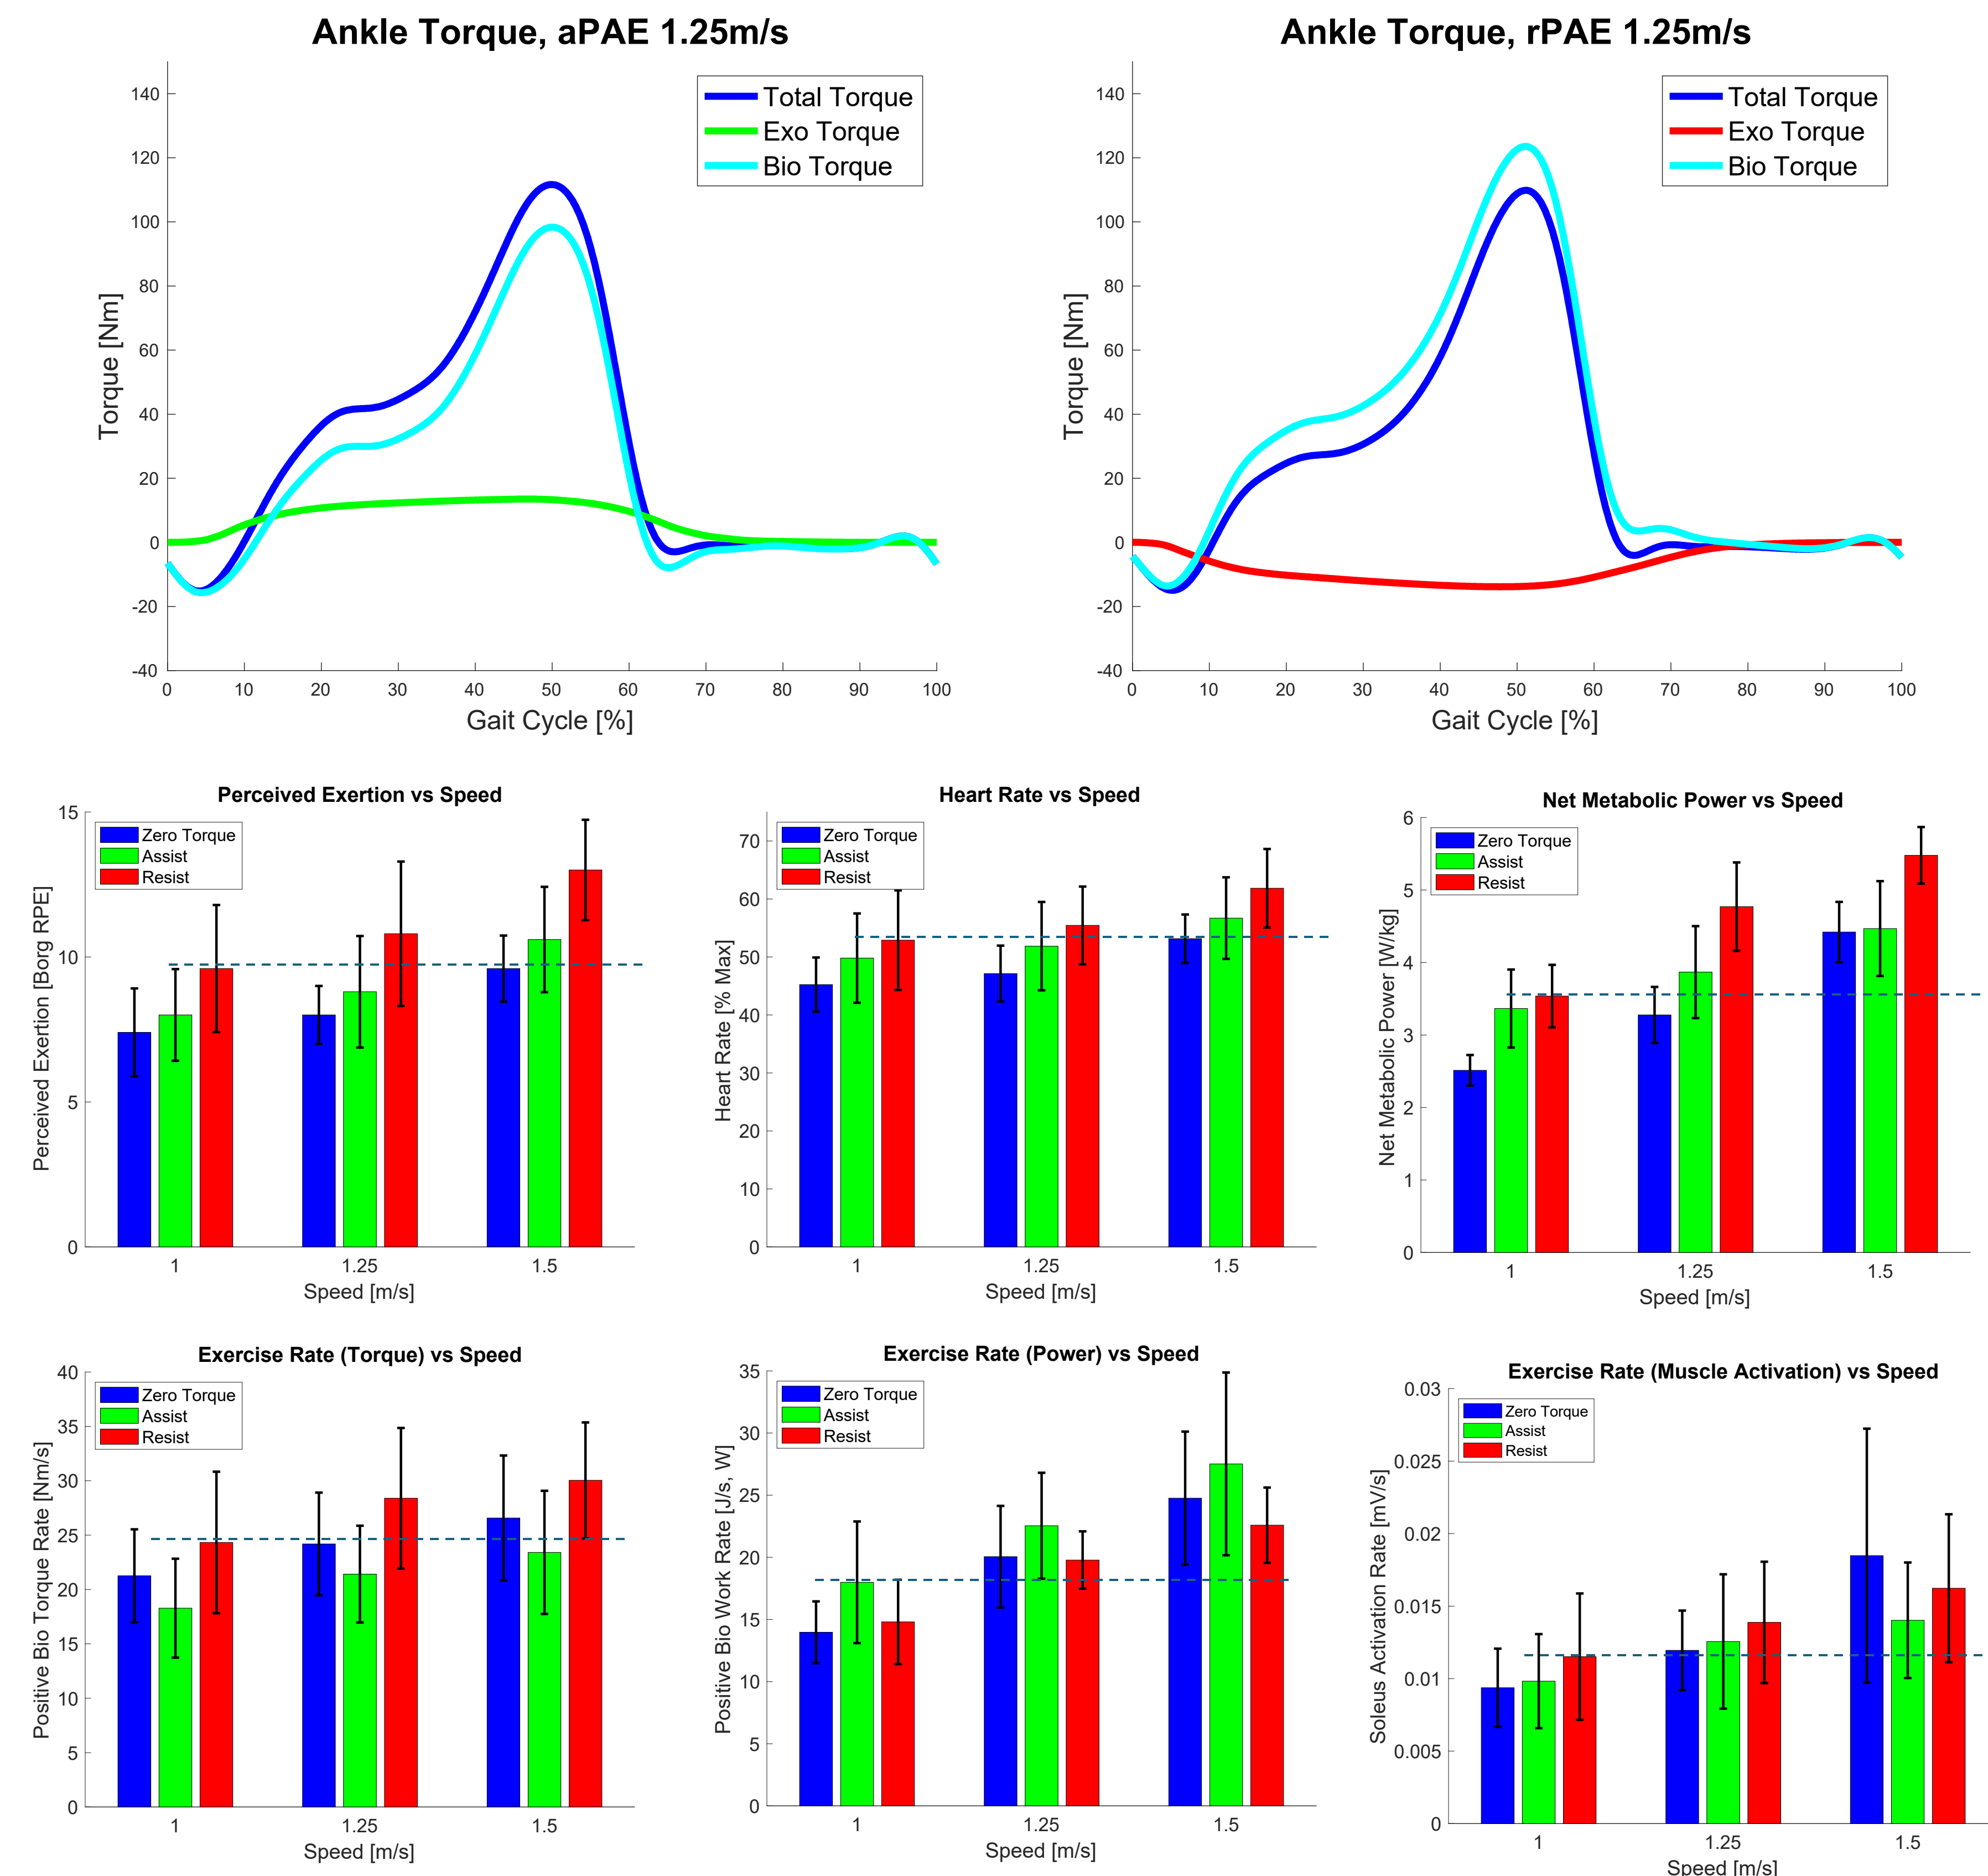 Ankle Torque, aPAE 1.25m/s
Total Torque
Exo Torque
Bio Torque
Torque [Nm]
140
120
100
80
60
40
20
0
-20
-40
0 10 20 30 40 50 60 70 80 90 100
Gait Cycle [%]
Ankle Torque, rPAE 1.25m/s
Total Torque
Exo Torque
Bio Torque
Torque [Nm]
140
120
100
80
60
40
20
0
-20
-40
0 10 20 30 40 50 60 70 80 90 100
Gait Cycle [%]
Perceived Exertion vs Speed
Zero Torque
Assist
Resist
Perceived Exertion [Borg RPE]
15
10
5
0
1 1.25 1.5
Speed [m/s]
Heart Rate vs Speed
Zero Torque
Assist
Resist
Heart Rate [% Max]
70
60
50
40
30
20
10
0
1 1.25 1.5
Speed [m/s]
Net Metabolic Power vs Speed
Zero Torque
Assist
Resist
Net Metabolic Power [W/kg]
6
5
4
3
2
1
0
1 1.25 1.5
Speed [m/s]
Exercise Rate (Torque) vs Speed
Zero Torque
Assist
Resist
Positive Bio Torque Rate [Nm/s]
40
35
30
25
20
15
10
5
0
1 1.25 1.5
Speed [m/s]
Exercise Rate (Power) vs Speed
Zero Torque
Assist
Resist
Positive Bio Work Rate [J/s, W]
35
30
25
20
15
10
5
0
1 1.25 1.5
Speed [m/s]
Exercise Rate (Muscle Activation) vs Speed
Zero Torque
Assist
Resist
Soleus Activation Rate [mV/s]
0.03
0.025
0.02
0.015
0.01
0.005
0
1 1.25 1.5
Speed [m/s]